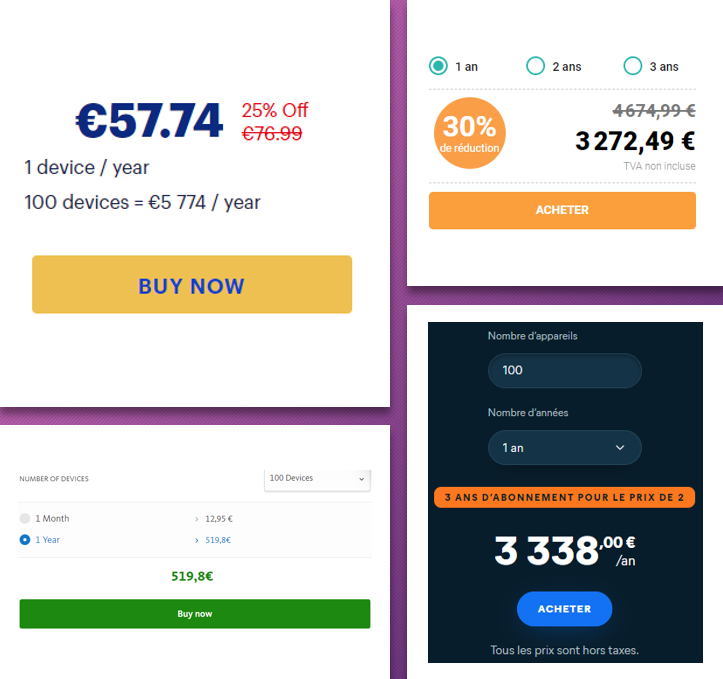 €57.74
25% Off
€76.99
1 device / year
100 devices = €5 774 / year
BUY NOW
1 an
2 ans
3 ans
30%
de réduction
4 674,99 €
3 272,49 €
TVA non incluse
ACHETER
NUMBER OF DEVICES
100 Devices
1 Month
› 12,95 €
1 Year
› 519,8€
519,8€
Buy now
Nombre d'appareils
100
Nombre d'années
1 an
3 ANS D'ABONNEMENT POUR LE PRIX DE 2
3 338,00 €
/an
ACHETER
Tous les prix sont hors taxes.